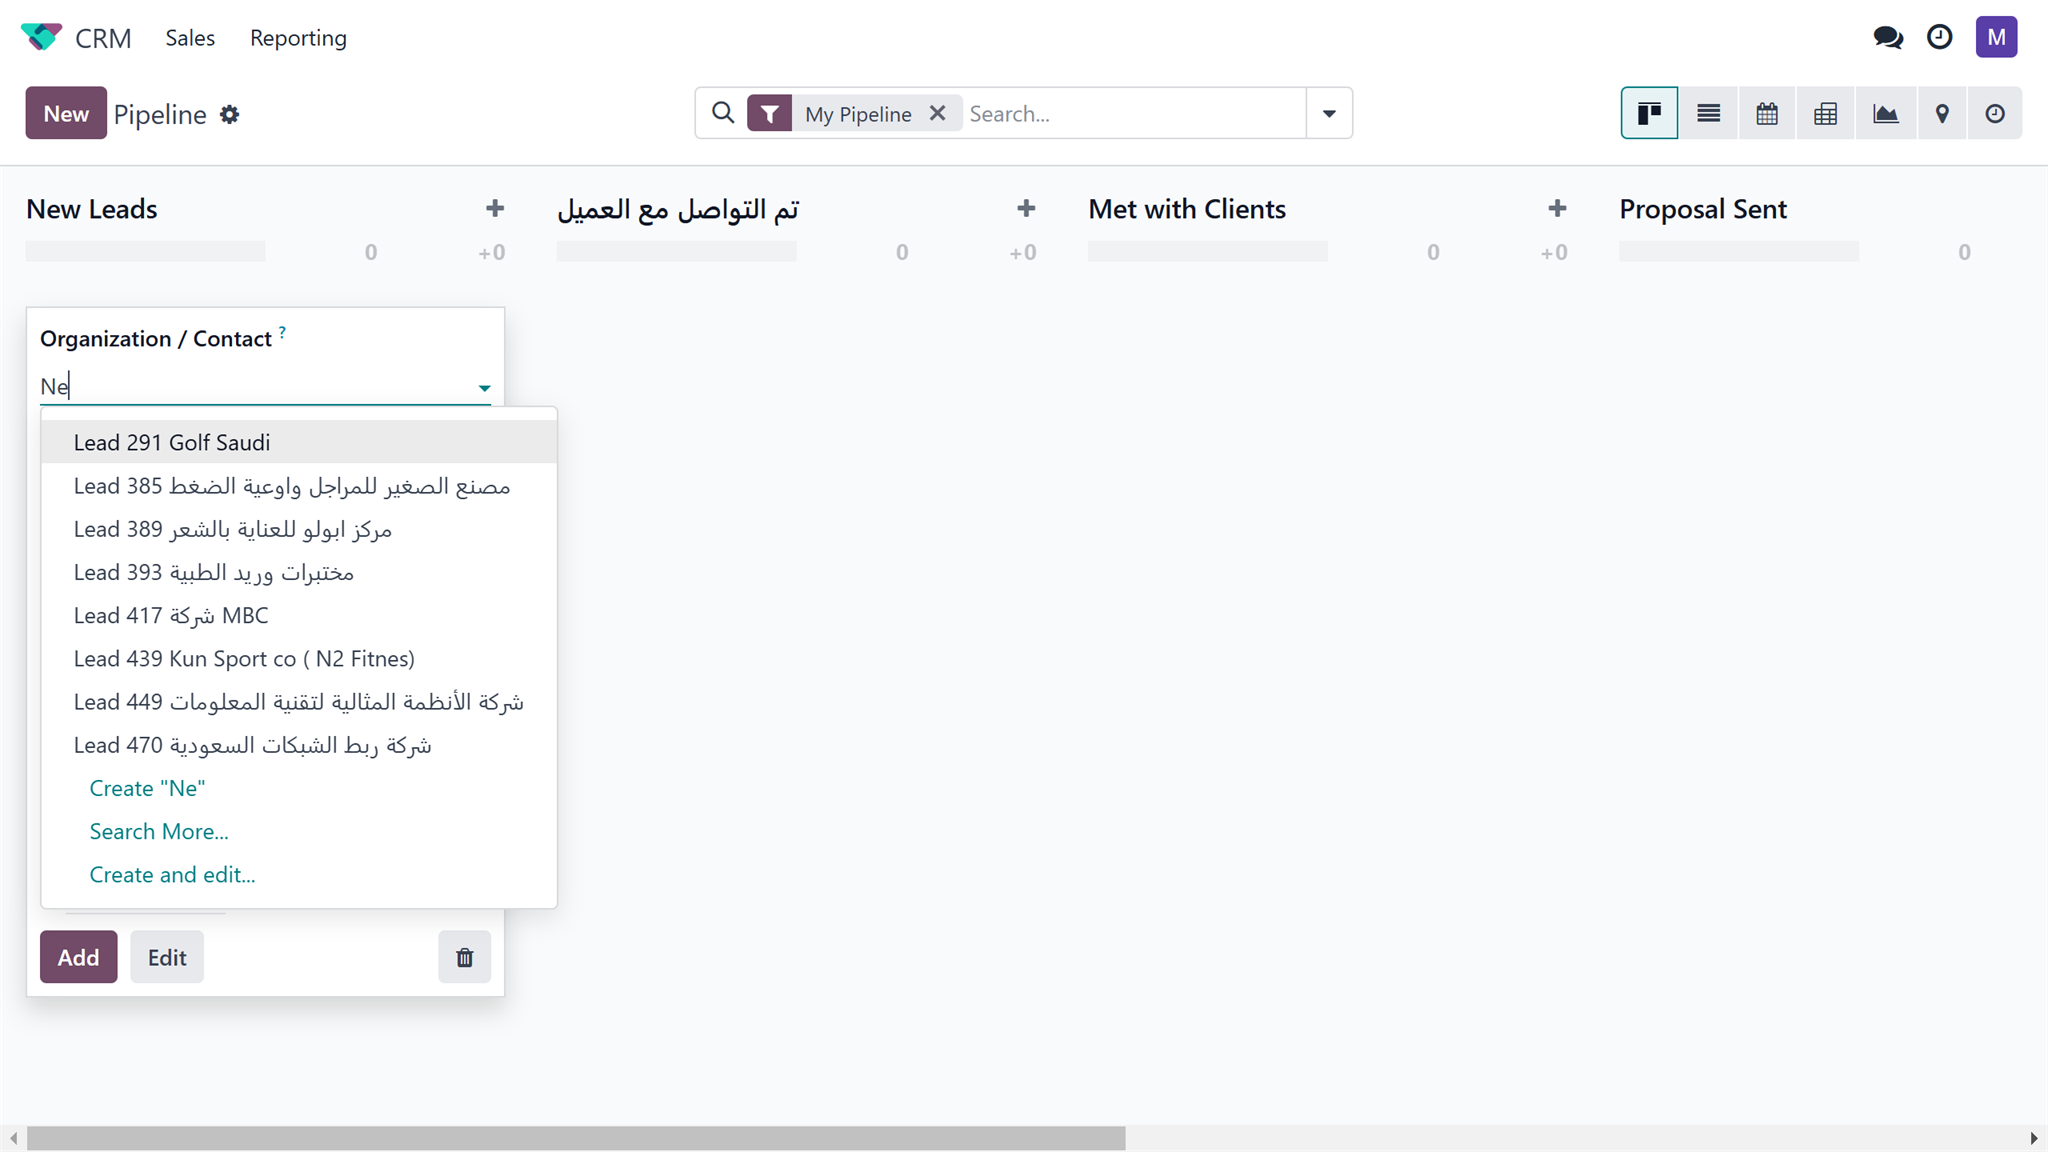 CRM Sales Reporting M
New Pipeline My Pipeline Search...
New Leads
0 +0
تم التواصل مع العميل
0 +0
Met with Clients
0 +0
Proposal Sent
0
Organization / Contact ?
Ne
Lead 291 Golf Saudi
Lead 385 مصنع الصغير للمراجل واوعية الضغط
Lead 389 مركز ابولو للعناية بالشعر
Lead 393 مختبرات وريد الطبية
Lead 417 شركة MBC
Lead 439 Kun Sport co ( N2 Fitnes)
Lead 449 شركة الأنظمة المثالية لتقنية المعلومات
Lead 470 شركة ربط الشبكات السعودية
Create "Ne"
Search More...
Create and edit...
Add Edit